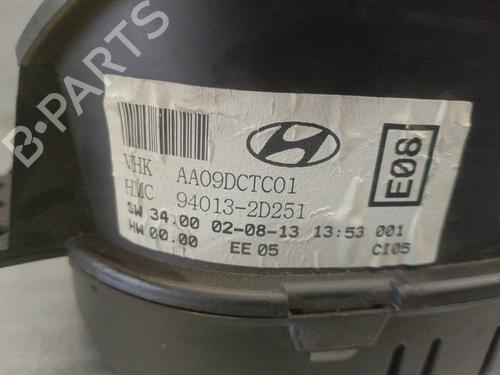 B-PARTS
VHK AA09DCTC01
HMC 94013-2D251
SW 34.00 02-08-13 13:53 001
HW 00.00 EE 05 CI05
E08